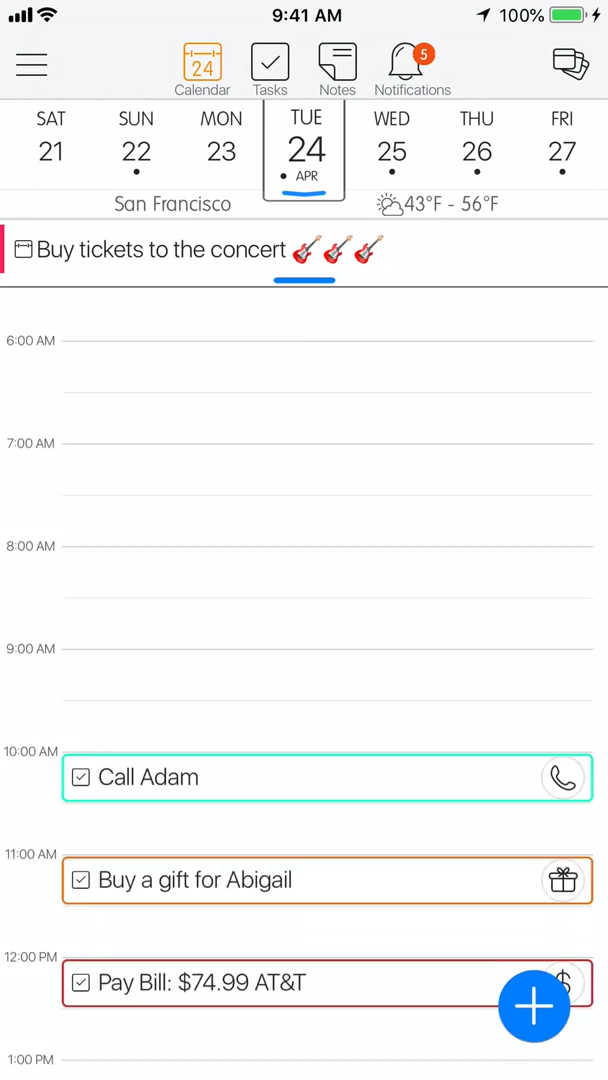 9:41 AM 100%
24 5
Calendar Tasks Notes Notifications
SAT SUN MON TUE WED THU FRI
21 22 23 24 25 26 27
APR
San Francisco 43°F - 56°F
Buy tickets to the concert 🎸 🎸 🎸
6:00 AM
7:00 AM
8:00 AM
9:00 AM
10:00 AM
Call Adam
11:00 AM
Buy a gift for Abigail
12:00 PM
Pay Bill: $74.99 AT&T $
1:00 PM